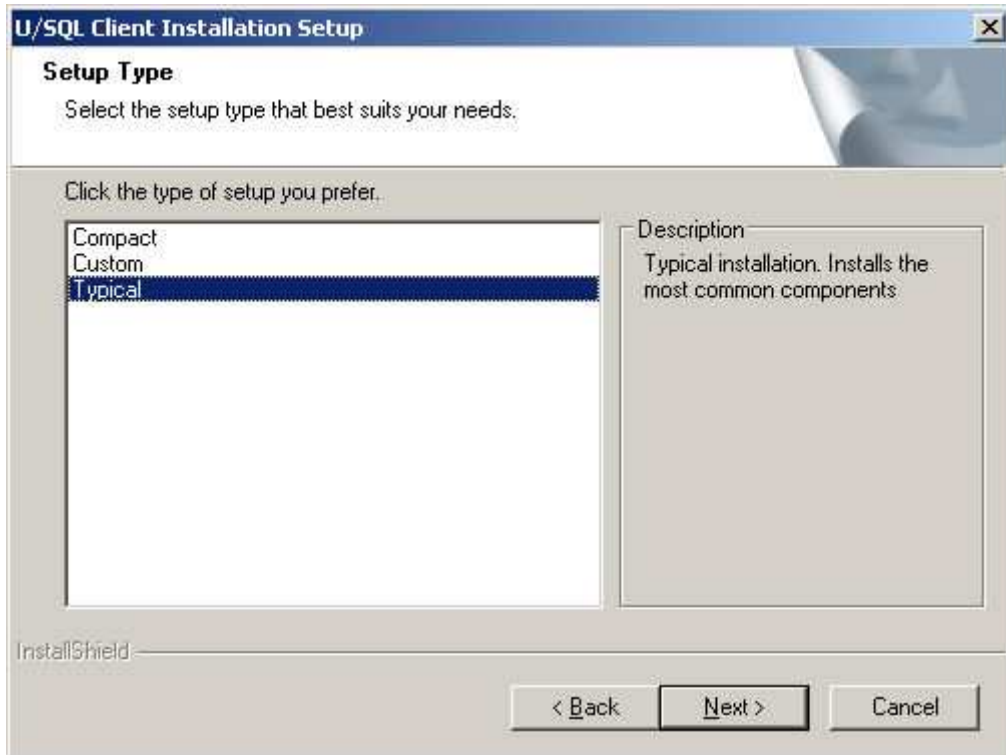 U/SQL Client Installation Setup
Setup Type
Select the setup type that best suits your needs.
Click the type of setup you prefer.
Compact
Custom
Typical
Description
Typical installation. Installs the
most common components
InstallShield
< Back
Next >
Cancel